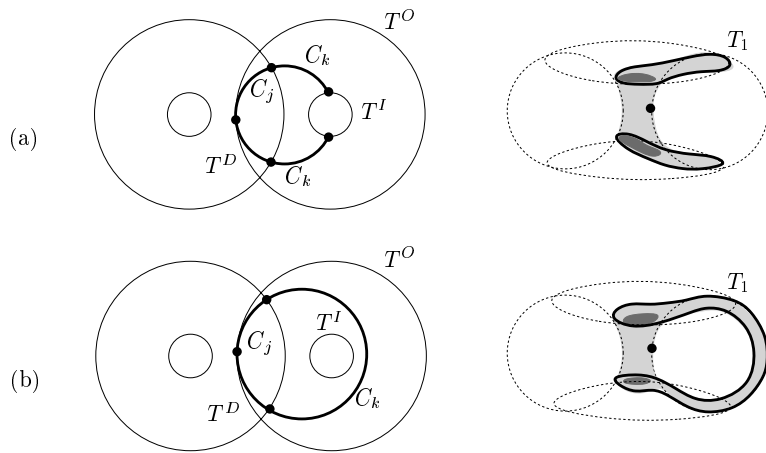 T^O
C_k
T_1
C_j
T^I
(a)
T^D
C_k
T^O
T_1
T^I
C_j
(b)
C_k
T^D